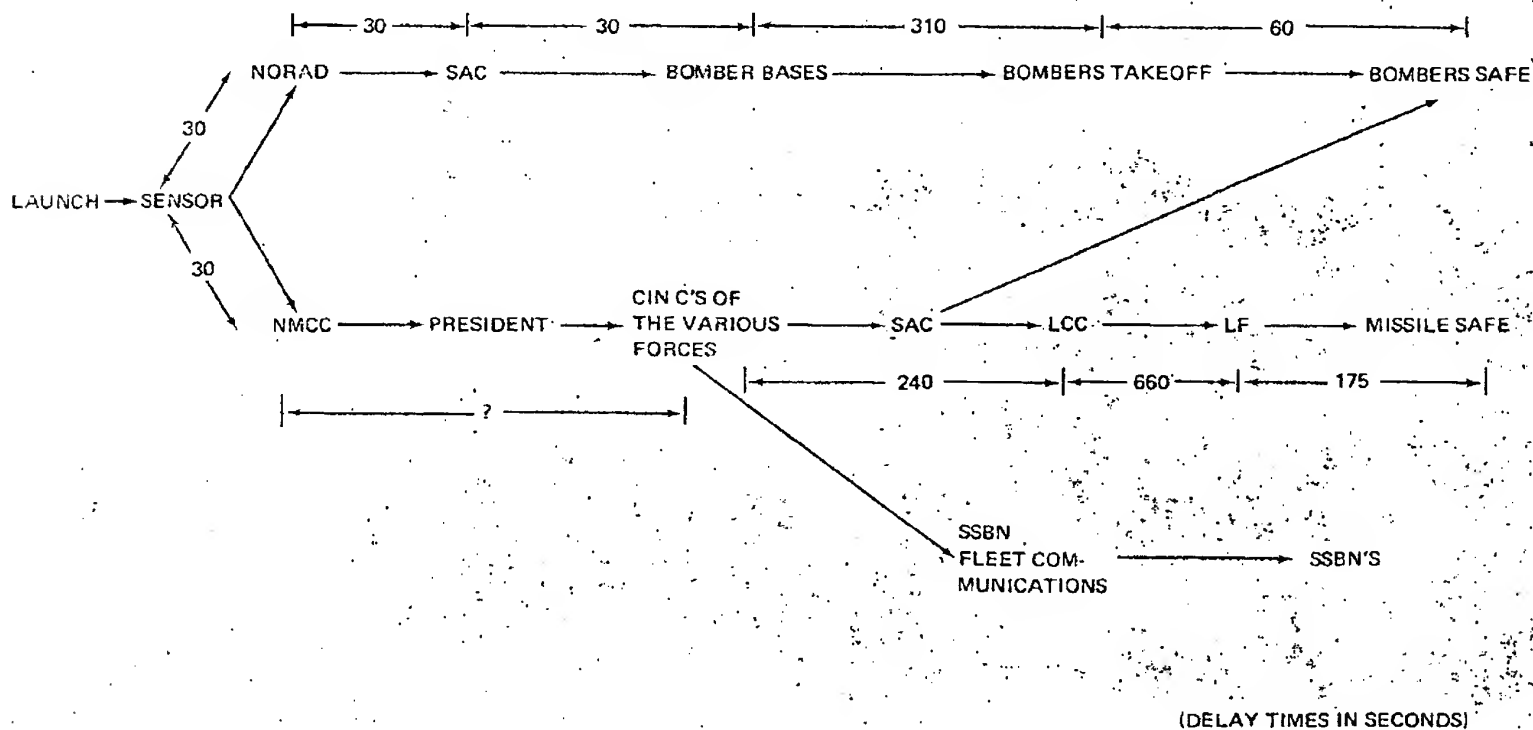 30 30 310 60
NORAD SAC BOMBER BASES BOMBERS TAKEOFF BOMBERS SAFE
30
LAUNCH SENSOR
30
NMCC PRESIDENT CIN C'S OF
THE VARIOUS
FORCES
SAC LCC LF MISSILE SAFE
240 660 175
?
SSBN
FLEET COM-
MUNICATIONS
SSBN'S
(DELAY TIMES IN SECONDS)